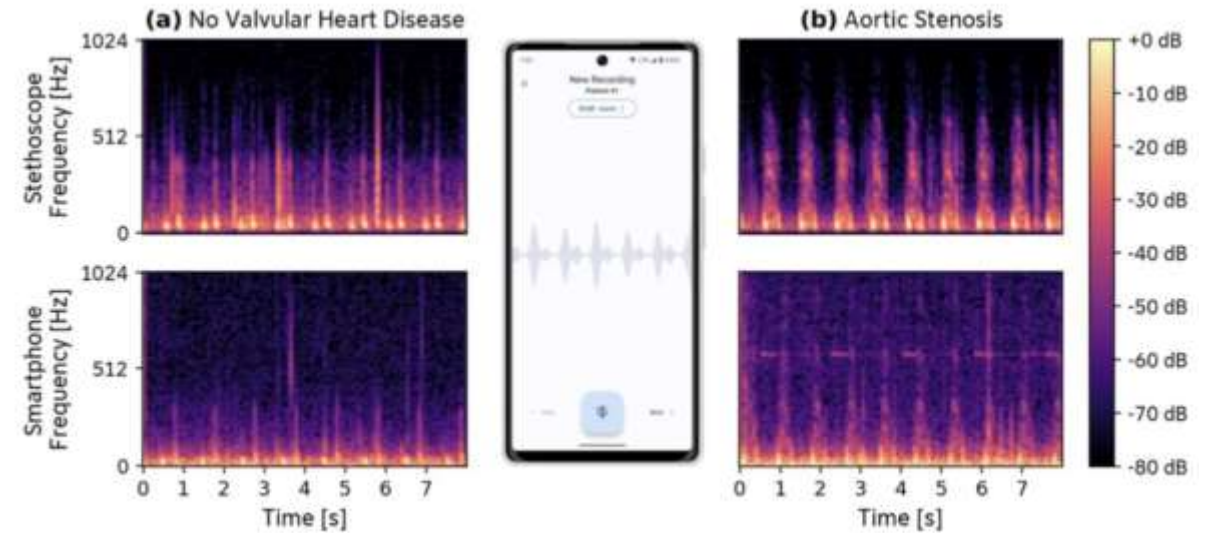 (a) No Valvular Heart Disease
(b) Aortic Stenosis
Stethoscope
Frequency [Hz]
1024
512
0
Smartphone
Frequency [Hz]
1024
512
0
0 1 2 3 4 5 6 7
Time [s]
New Recording
0 1 2 3 4 5 6 7
Time [s]
+0 dB
-10 dB
-20 dB
-30 dB
-40 dB
-50 dB
-60 dB
-70 dB
-80 dB